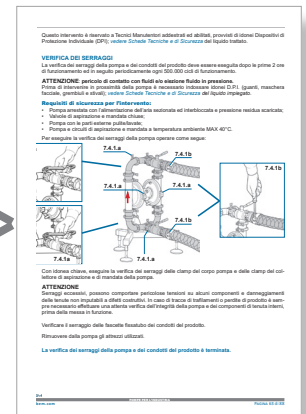 Questo intervento è riservato a Tecnici Manutentori addestrati ed abilitati, provvisti di idonei Dispositivi di
Protezione Individuale (DPI); vedere Schede Tecniche e di Sicurezza del liquido trattato.
VERIFICA DEI SERRAGGI
La verifica dei serraggi della pompa e dei condotti del prodotto deve essere eseguita dopo le prime 2 ore
di funzionamento ed in seguito periodicamente ogni 500.000 cicli di funzionamento.
ATTENZIONE: pericolo di contatto con fluidi e/o eiezione fluido in pressione.
Prima di intervenire in prossimità della pompa è necessario indossare idonei D.P.I. (guanti, maschera
facciale, grembiuli e stivali); vedere Schede Tecniche e di Sicurezza del liquido impiegato.
Requisiti di sicurezza per l'intervento:
• Pompa arrestata con l'alimentazione dell'aria sezionata ed interbloccata e pressione residua scaricata;
• Valvole di aspirazione e mandata chiuse;
• Pompa con le parti esterne pulite/lavate;
• Pompa e circuiti di aspirazione e mandata a temperatura ambiente MAX 40°C.
Per eseguire la verifica dei serraggi della pompa operare come segue:
7.4.1.a
7.4.1b
7.4.1b
7.4.1.a
7.4.1.a
7.4.1b
7.4.1a
7.4.1.a
Con idonea chiave, eseguire la verifica dei serraggi delle clamp del corpo pompa e delle clamp del col-
lettore di aspirazione e di mandata della pompa.
ATTENZIONE
Serraggi eccessivi, possono comportare pericolose tensioni su alcuni componenti e danneggiamenti
delle tenute non imputabili a difetti costruttivi. In caso di tracce di trafilamenti o perdite di prodotto è sem-
pre necessario effettuare una attenta verifica dell'integrità della pompa e dei componenti di tenuta interni,
prima della messa in funzione.
Verificare il serraggio delle fascette fissatubo dei condotti del prodotto.
Rimuovere dalla pompa gli attrezzi utilizzati.
La verifica dei serraggi della pompa e dei condotti del prodotto è terminata.